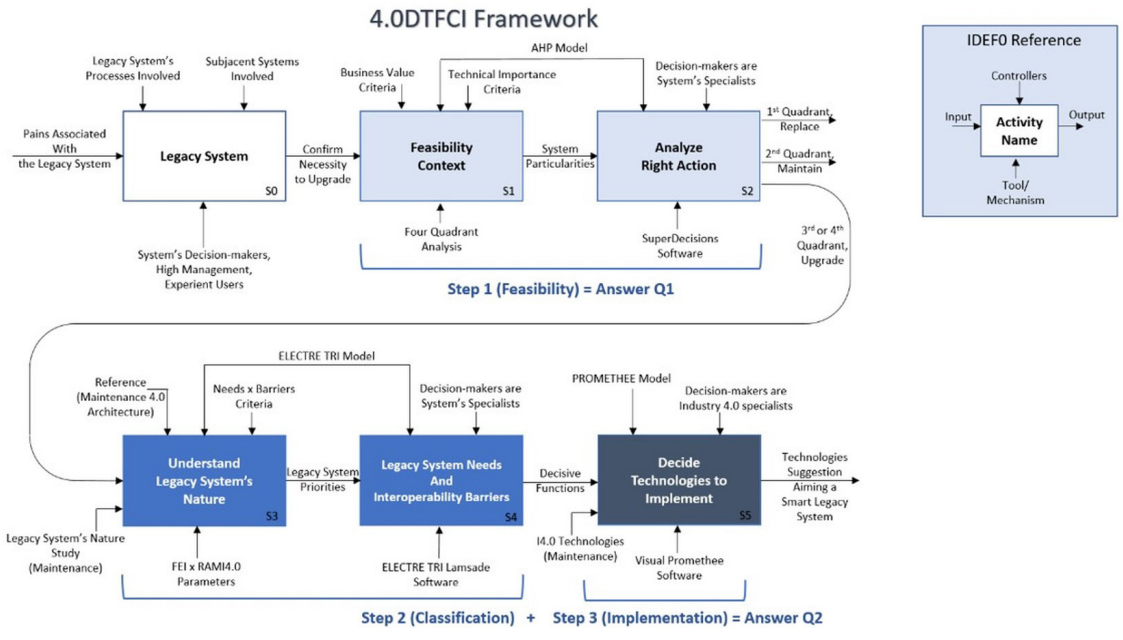 4.0DTFCI Framework
IDEF0 Reference
Controllers
Input
Activity
Name
Output
Tool/
Mechanism
Legacy System's
Processes Involved
Subjacent Systems
Involved
Pains Associated
With
the Legacy System
Legacy System
S0
System's Decision-makers,
High Management,
Experient Users
Confirm
Necessity
to Upgrade
AHP Model
Business Value
Criteria
Technical Importance
Criteria
Feasibility
Context
S1
Four Quadrant
Analysis
System
Particularities
Decision-makers are
System's Specialists
Analyze
Right Action
S2
SuperDecisions
Software
1st Quadrant,
Replace
2nd Quadrant,
Maintain
3rd or 4th
Quadrant,
Upgrade
Step 1 (Feasibility) = Answer Q1
ELECTRE TRI Model
Reference
(Maintenance 4.0
Architecture)
Needs x Barriers
Criteria
Understand
Legacy System's
Nature
S3
Legacy System's Nature
Study
(Maintenance)
FEI x RAMI4.0
Parameters
Legacy System
Priorities
Decision-makers are
System's Specialists
Legacy System Needs
And
Interoperability Barriers
S4
ELECTRE TRI Lamsade
Software
Decisive
Functions
PROMETHEE Model
Decision-makers are
Industry 4.0 specialists
Decide
Technologies to
Implement
S5
I4.0 Technologies
(Maintenance)
Visual Promethee
Software
Technologies
Suggestion
Aiming a
Smart Legacy
System
Step 2 (Classification) + Step 3 (Implementation) = Answer Q2